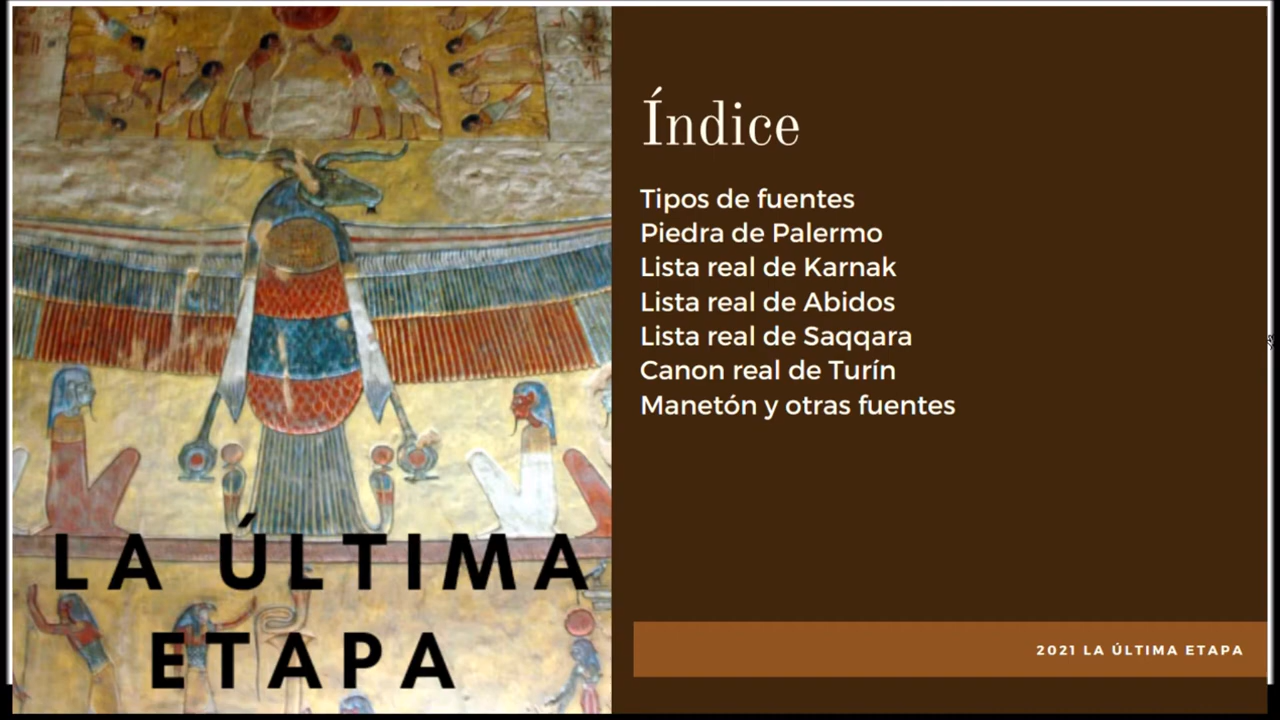 LA ÚLTIMA
ETAPA
Índice
Tipos de fuentes
Piedra de Palermo
Lista real de Karnak
Lista real de Abidos
Lista real de Saqqara
Canon real de Turín
Manetón y otras fuentes
2021 LA ÚLTIMA ETAPA